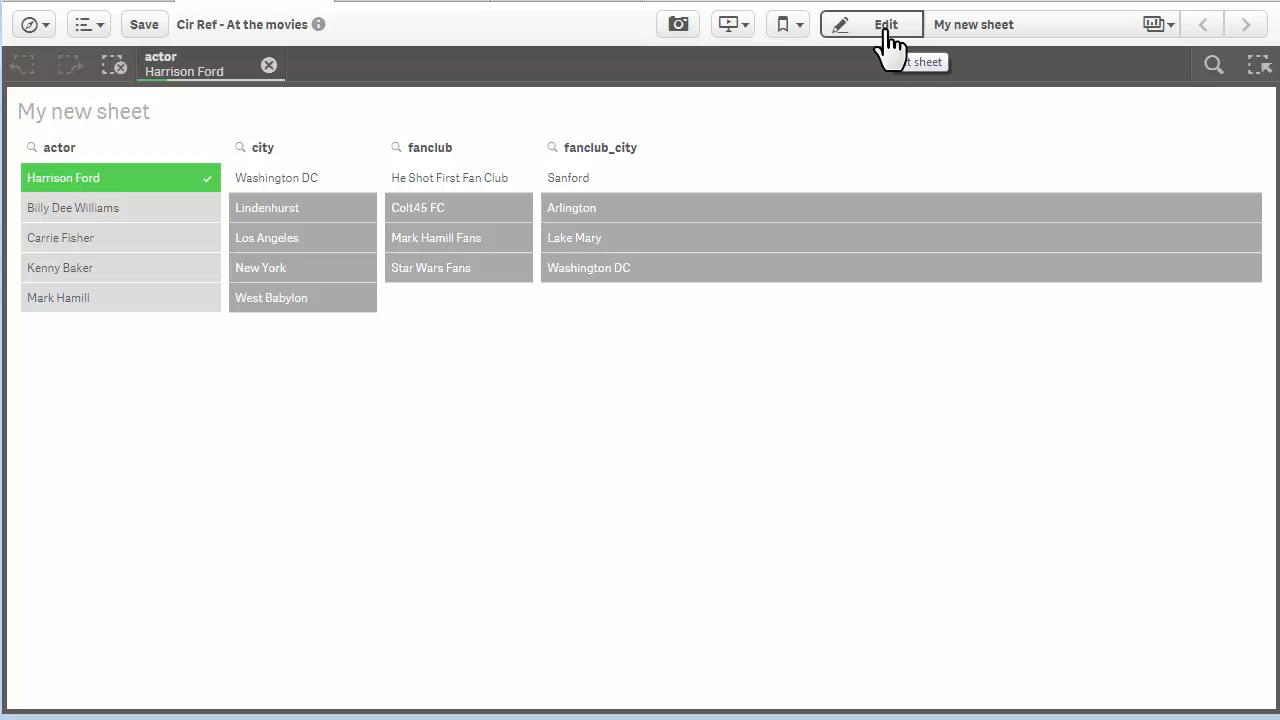 Save
Cir Ref - At the movies
Edit
My new sheet
actor
Harrison Ford
t sheet
My new sheet
actor
city
fanclub
fanclub_city
Harrison Ford
Washington DC
He Shot First Fan Club
Sanford
Billy Dee Williams
Lindenhurst
Colt45 FC
Arlington
Carrie Fisher
Los Angeles
Mark Hamill Fans
Lake Mary
Kenny Baker
New York
Star Wars Fans
Washington DC
Mark Hamill
West Babylon